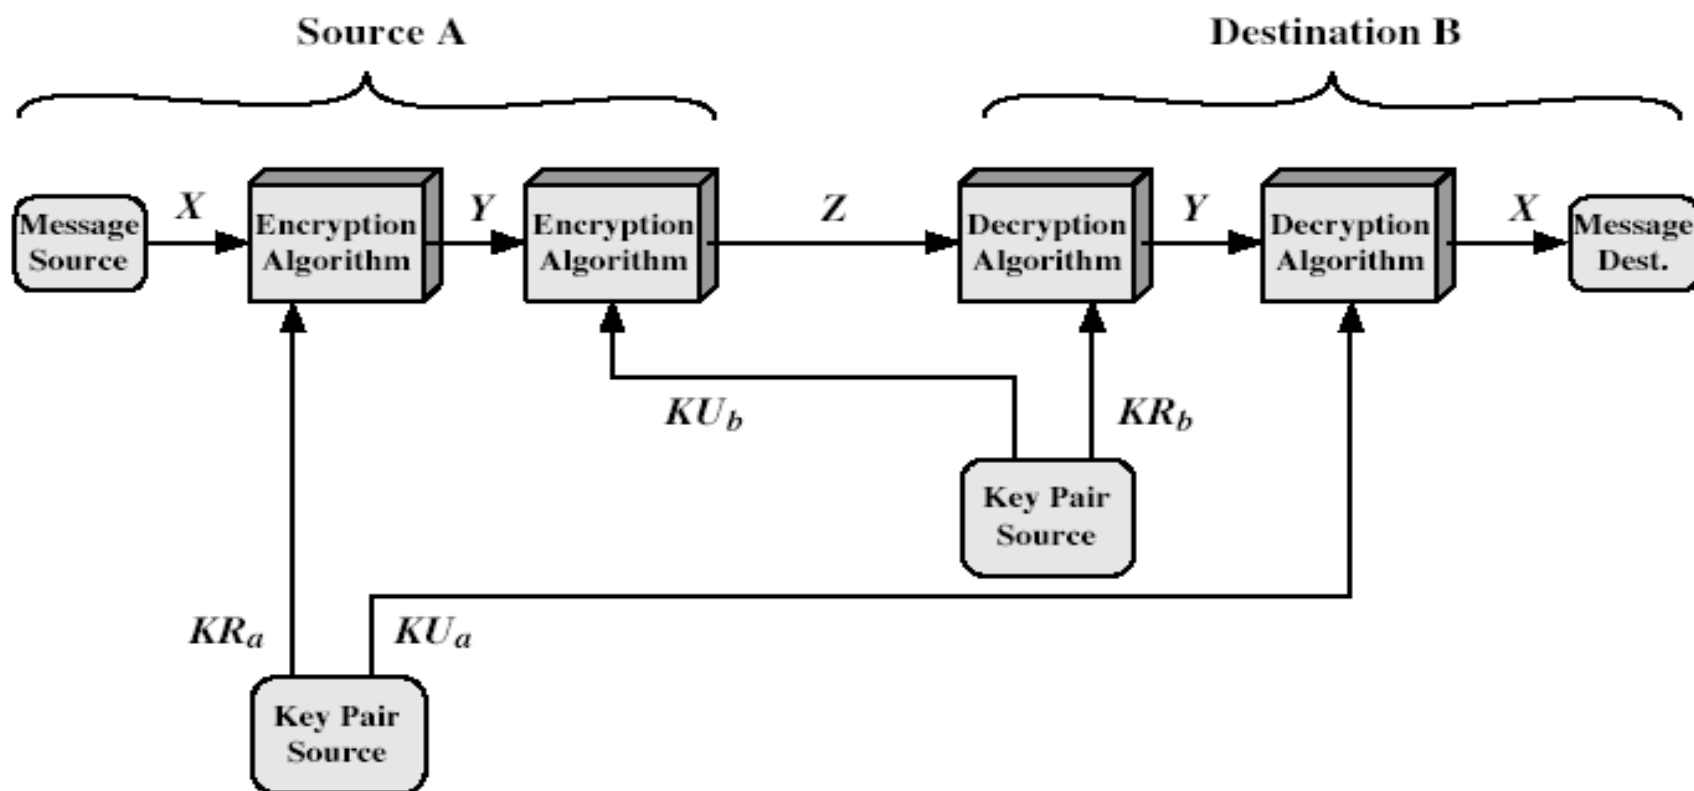 Source A
Destination B
Message
Source
X
Encryption
Algorithm
Y
Encryption
Algorithm
Z
Decryption
Algorithm
Y
Decryption
Algorithm
X
Message
Dest.
KUb
KRb
Key Pair
Source
KRa
KUa
Key Pair
Source